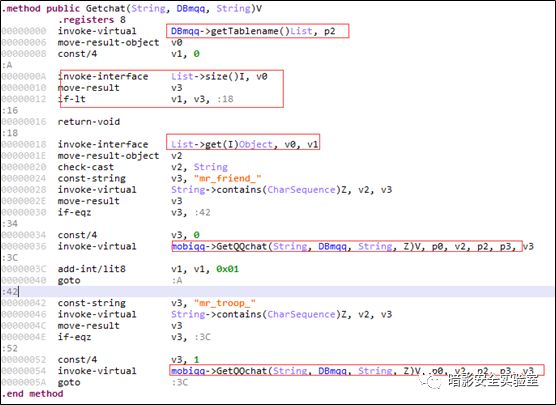 .method public Getchat(String, DBmqq, String)V
.registers 8
00000000 invoke-virtual DBmqq->getTablename()List, p2
00000006 move-result-object v0
00000008 const/4 v1, 0
:A
0000000A invoke-interface List->size()I, v0
00000010 move-result v3
00000012 if-lt v1, v3, :18
:16
00000016 return-void
:18
00000018 invoke-interface List->get(I)Object, v0, v1
0000001E move-result-object v2
00000020 check-cast v2, String
00000024 const-string v3, "mr_friend_"
00000028 invoke-virtual String->contains(CharSequence)Z, v2, v3
0000002E move-result v3
00000030 if-eqz v3, :42
:34
00000034 const/4 v3, 0
00000036 invoke-virtual mobiqq->GetQQchat(String, DBmqq, String, Z)V, p0, v2, p2, p3, v3
:3C
0000003C add-int/lit8 v1, v1, 0x01
00000040 goto :A
:42
00000042 const-string v3, "mr_troop_"
00000046 invoke-virtual String->contains(CharSequence)Z, v2, v3
0000004C move-result v3
0000004E if-eqz v3, :3C
:52
00000052 const/4 v3, 1
00000054 invoke-virtual mobiqq->GetQQchat(String, DBmqq, String, Z)V, p0, v2, p2, p3, v3
0000005A goto :3C
.end method
暗影安全实验室